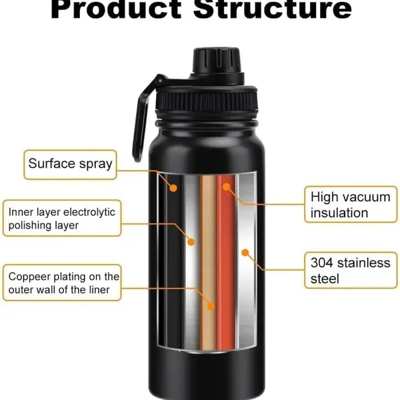 Product Structure
Surface spray
Inner layer electrolytic
polishing layer
Coppeer plating on the
outer wall of the liner
High vacuum
insulation
304 stainless
steel